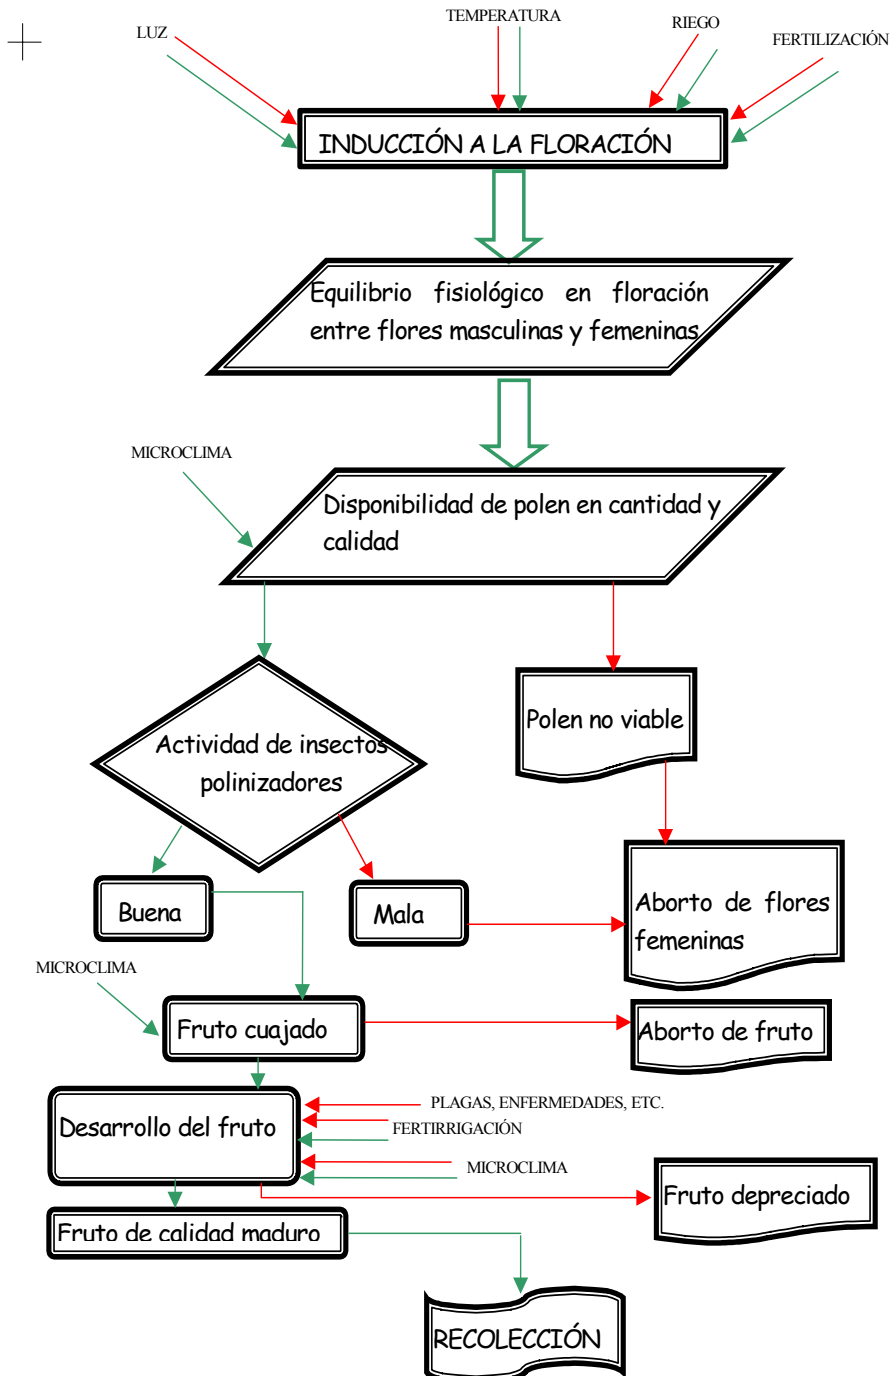 TEMPERATURA
LUZ
RIEGO
FERTILIZACIÓN
INDUCCIÓN A LA FLORACIÓN
Equilibrio fisiológico en floración
entre flores masculinas y femeninas
MICROCLIMA
Disponibilidad de polen en cantidad y
calidad
Actividad de insectos
polinizadores
Polen no viable
Buena
Mala
Aborto de flores
femeninas
MICROCLIMA
Fruto cuajado
Aborto de fruto
Desarrollo del fruto
PLAGAS, ENFERMEDADES, ETC.
FERTIRRIGACIÓN
MICROCLIMA
Fruto depreciado
Fruto de calidad maduro
RECOLECCIÓN